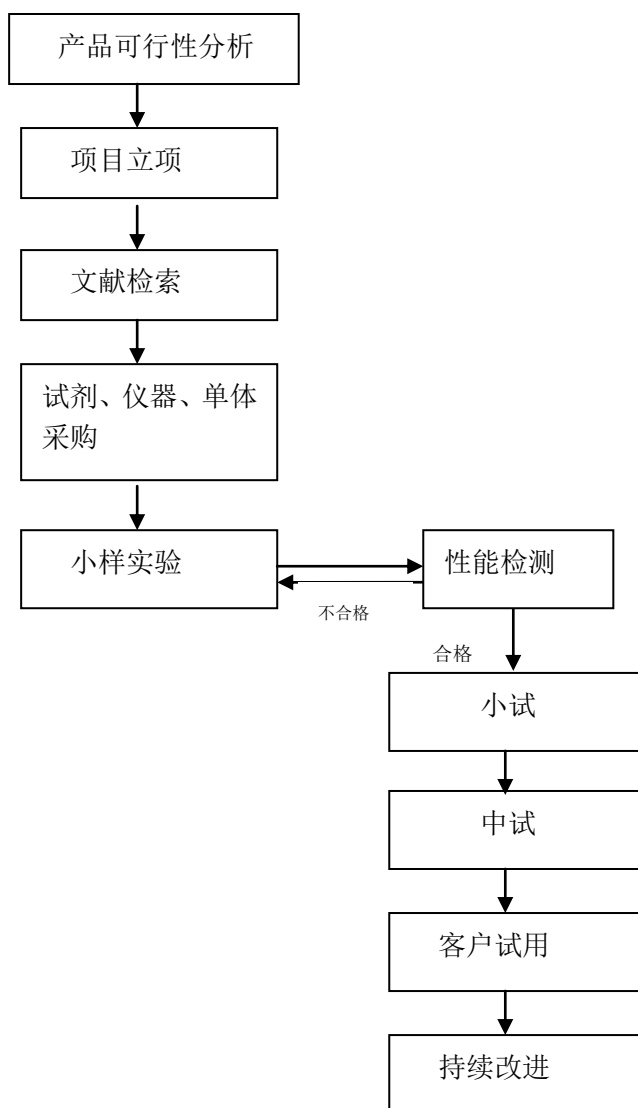 产品可行性分析
项目立项
文献检索
试剂、仪器、单体
采购
小样实验
性能检测
不合格
合格
小试
中试
客户试用
持续改进